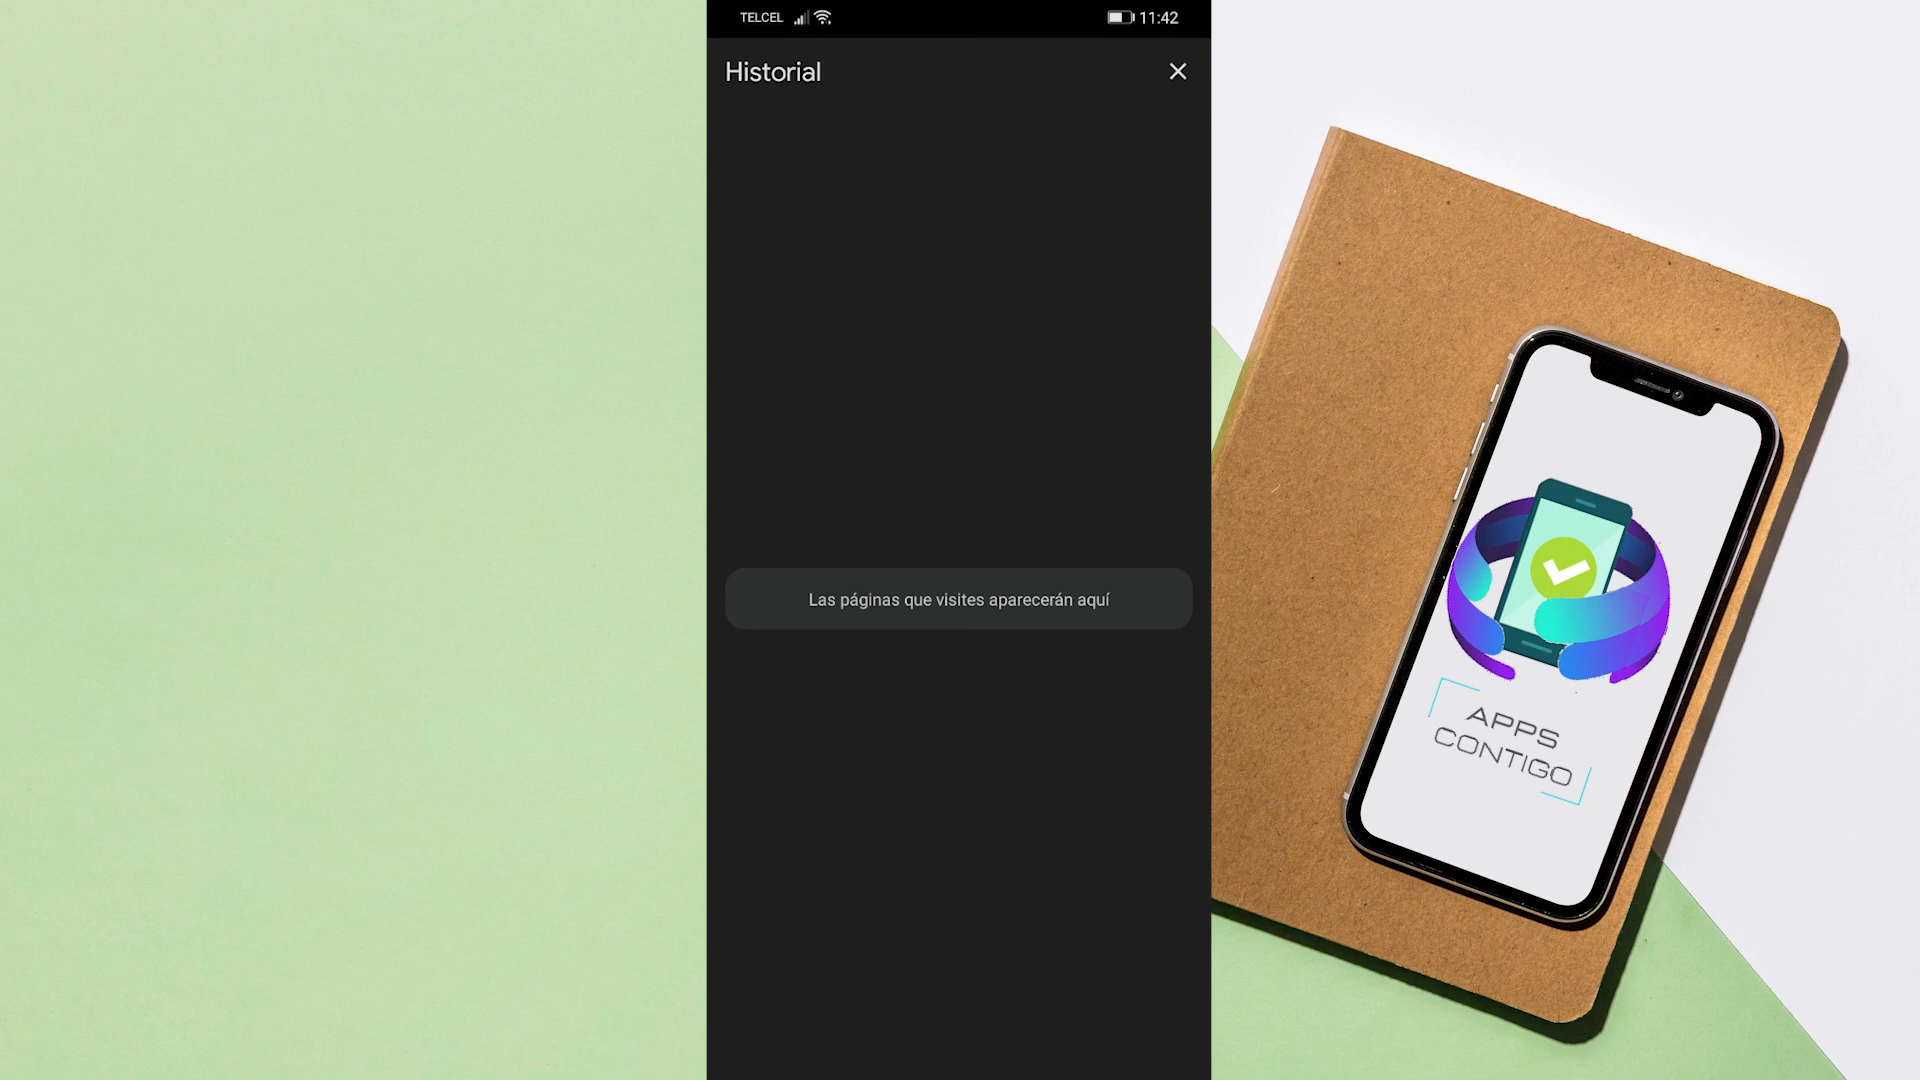 TELCEL
11:42
Historial
Las páginas que visites aparecerán aquí
APPS
CONTIGO